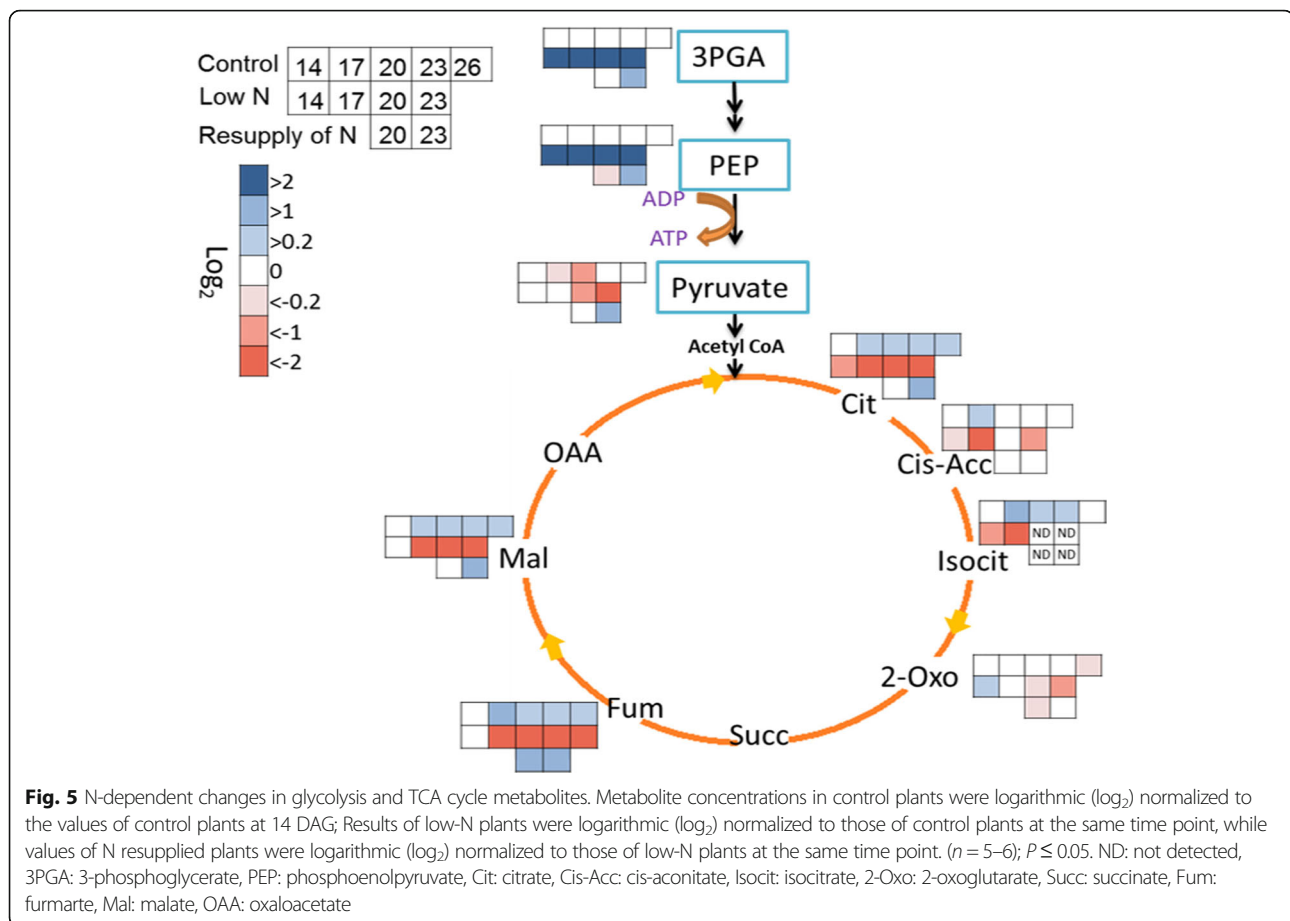 Control 14 17 20 23 26
Low N 14 17 20 23
Resupply of N 20 23
>2
>1
>0.2
0
<-0.2
<-1
<-2
Log2
3PGA
PEP
ADP
ATP
Pyruvate
Acetyl CoA
Cit
Cis-Acc
Isocit
ND ND
ND ND
2-Oxo
Succ
Fum
Mal
OAA
Fig. 5 N-dependent changes in glycolysis and TCA cycle metabolites. Metabolite concentrations in control plants were logarithmic (log2) normalized to
the values of control plants at 14 DAG; Results of low-N plants were logarithmic (log2) normalized to those of control plants at the same time point, while
values of N resupplied plants were logarithmic (log2) normalized to those of low-N plants at the same time point. (n = 5–6); P ≤ 0.05. ND: not detected,
3PGA: 3-phosphoglycerate, PEP: phosphoenolpyruvate, Cit: citrate, Cis-Acc: cis-aconitate, Isocit: isocitrate, 2-Oxo: 2-oxoglutarate, Succ: succinate, Fum:
furmarte, Mal: malate, OAA: oxaloacetate